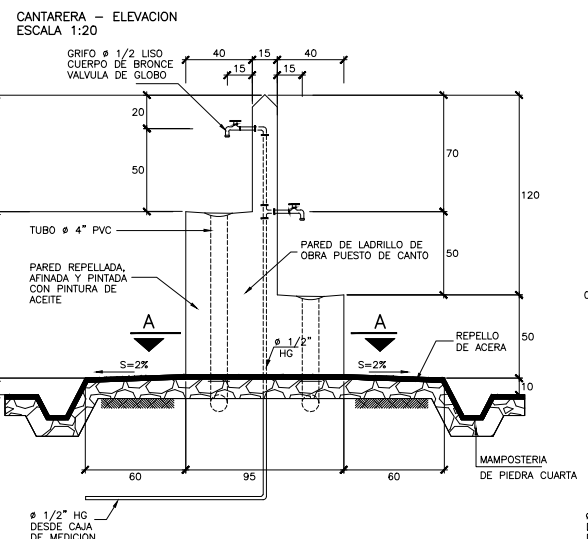 CANTARERA - ELEVACION
ESCALA 1:20
GRIFO ø 1/2 LISO
CUERPO DE BRONCE
VALVULA DE GLOBO
40
15
40
15
15
20
50
70
120
50
50
10
TUBO ø 4" PVC
PARED DE LADRILLO DE
OBRA PUESTO DE CANTO
PARED REPELLADA,
AFINADA Y PINTADA
CON PINTURA DE
ACEITE
A
A
ø 1/2"
HG
REPELLO
DE ACERA
S=2%
S=2%
60
95
60
MAMPOSTERIA
DE PIEDRA CUARTA
ø 1/2" HG
DESDE CAJA
DE MEDICION